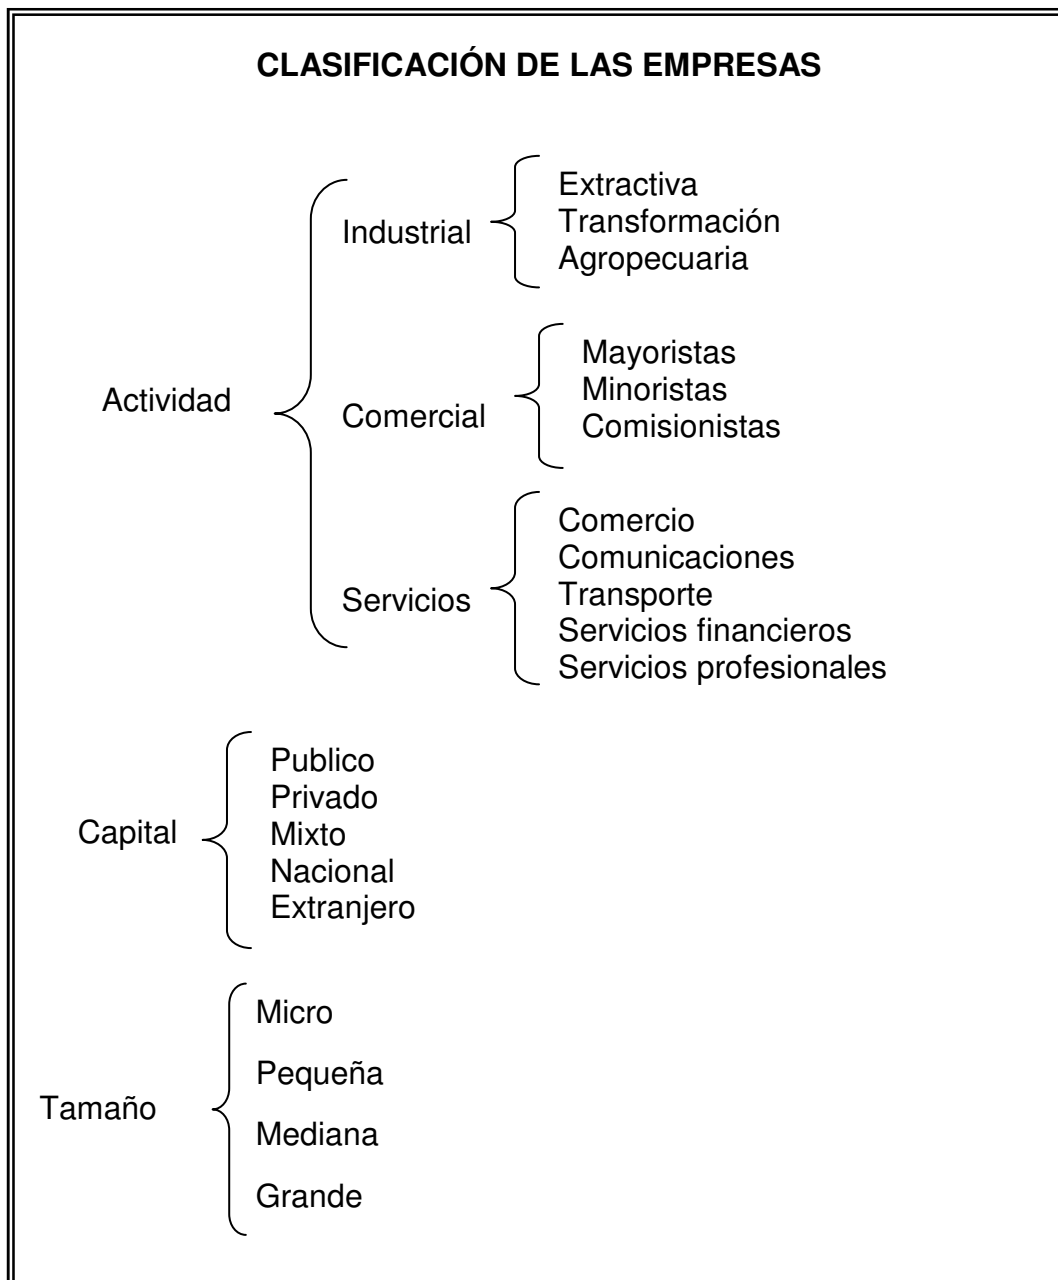 CLASIFICACIÓN DE LAS EMPRESAS
Actividad
Industrial
Extractiva
Transformación
Agropecuaria
Comercial
Mayoristas
Minoristas
Comisionistas
Servicios
Comercio
Comunicaciones
Transporte
Servicios financieros
Servicios profesionales
Capital
Publico
Privado
Mixto
Nacional
Extranjero
Tamaño
Micro
Pequeña
Mediana
Grande